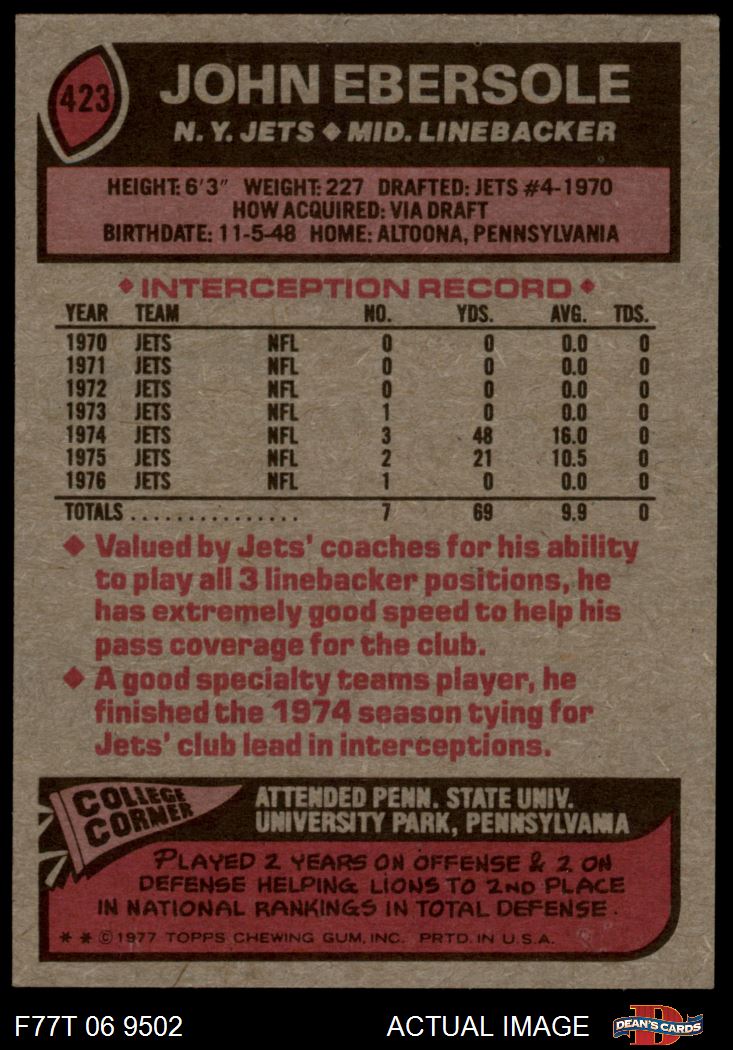 423
JOHN EBERSOLE
N. Y. JETS ◆ MID. LINEBACKER
HEIGHT: 6'3" WEIGHT: 227 DRAFTED: JETS #4-1970
HOW ACQUIRED: VIA DRAFT
BIRTHDATE: 11-5-48 HOME: ALTOONA, PENNSYLVANIA
◆ INTERCEPTION RECORD ◆
YEAR TEAM NO. YDS. AVG. TDS.
1970 JETS NFL 0 0 0.0 0
1971 JETS NFL 0 0 0.0 0
1972 JETS NFL 0 0 0.0 0
1973 JETS NFL 1 0 0.0 0
1974 JETS NFL 3 48 16.0 0
1975 JETS NFL 2 21 10.5 0
1976 JETS NFL 1 0 0.0 0
TOTALS............... 7 69 9.9 0
◆ Valued by Jets' coaches for his ability
to play all 3 linebacker positions, he
has extremely good speed to help his
pass coverage for the club.
◆ A good specialty teams player, he
finished the 1974 season tying for
Jets' club lead in interceptions.
COLLEGE
CORNER
ATTENDED PENN. STATE UNIV.
UNIVERSITY PARK, PENNSYLVANIA
PLAYED 2 YEARS ON OFFENSE & 2 ON
DEFENSE HELPING LIONS TO 2ND PLACE
IN NATIONAL RANKINGS IN TOTAL DEFENSE.
* * © 1977 TOPPS CHEWING GUM, INC. PRTD. IN U.S.A.
F77T 06 9502 ACTUAL IMAGE
D
DEAN'S CARDS